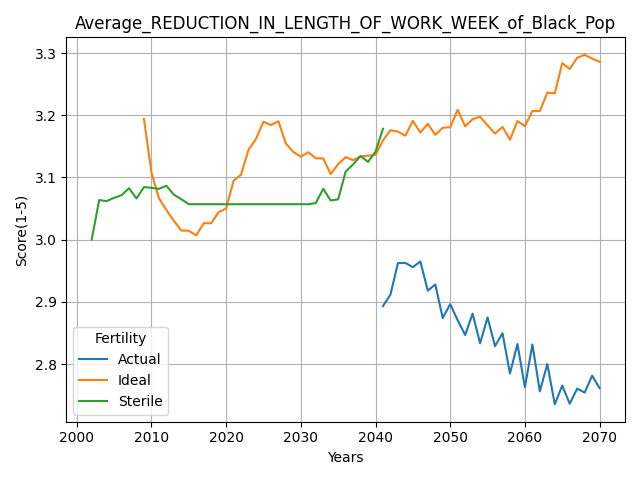 Average_REDUCTION_IN_LENGTH_OF_WORK_WEEK_of_Black_Pop
3.3
3.2
3.1
3.0
2.9
2.8
Score(1-5)
Fertility
Actual
Ideal
Sterile
2000 2010 2020 2030 2040 2050 2060 2070
Years